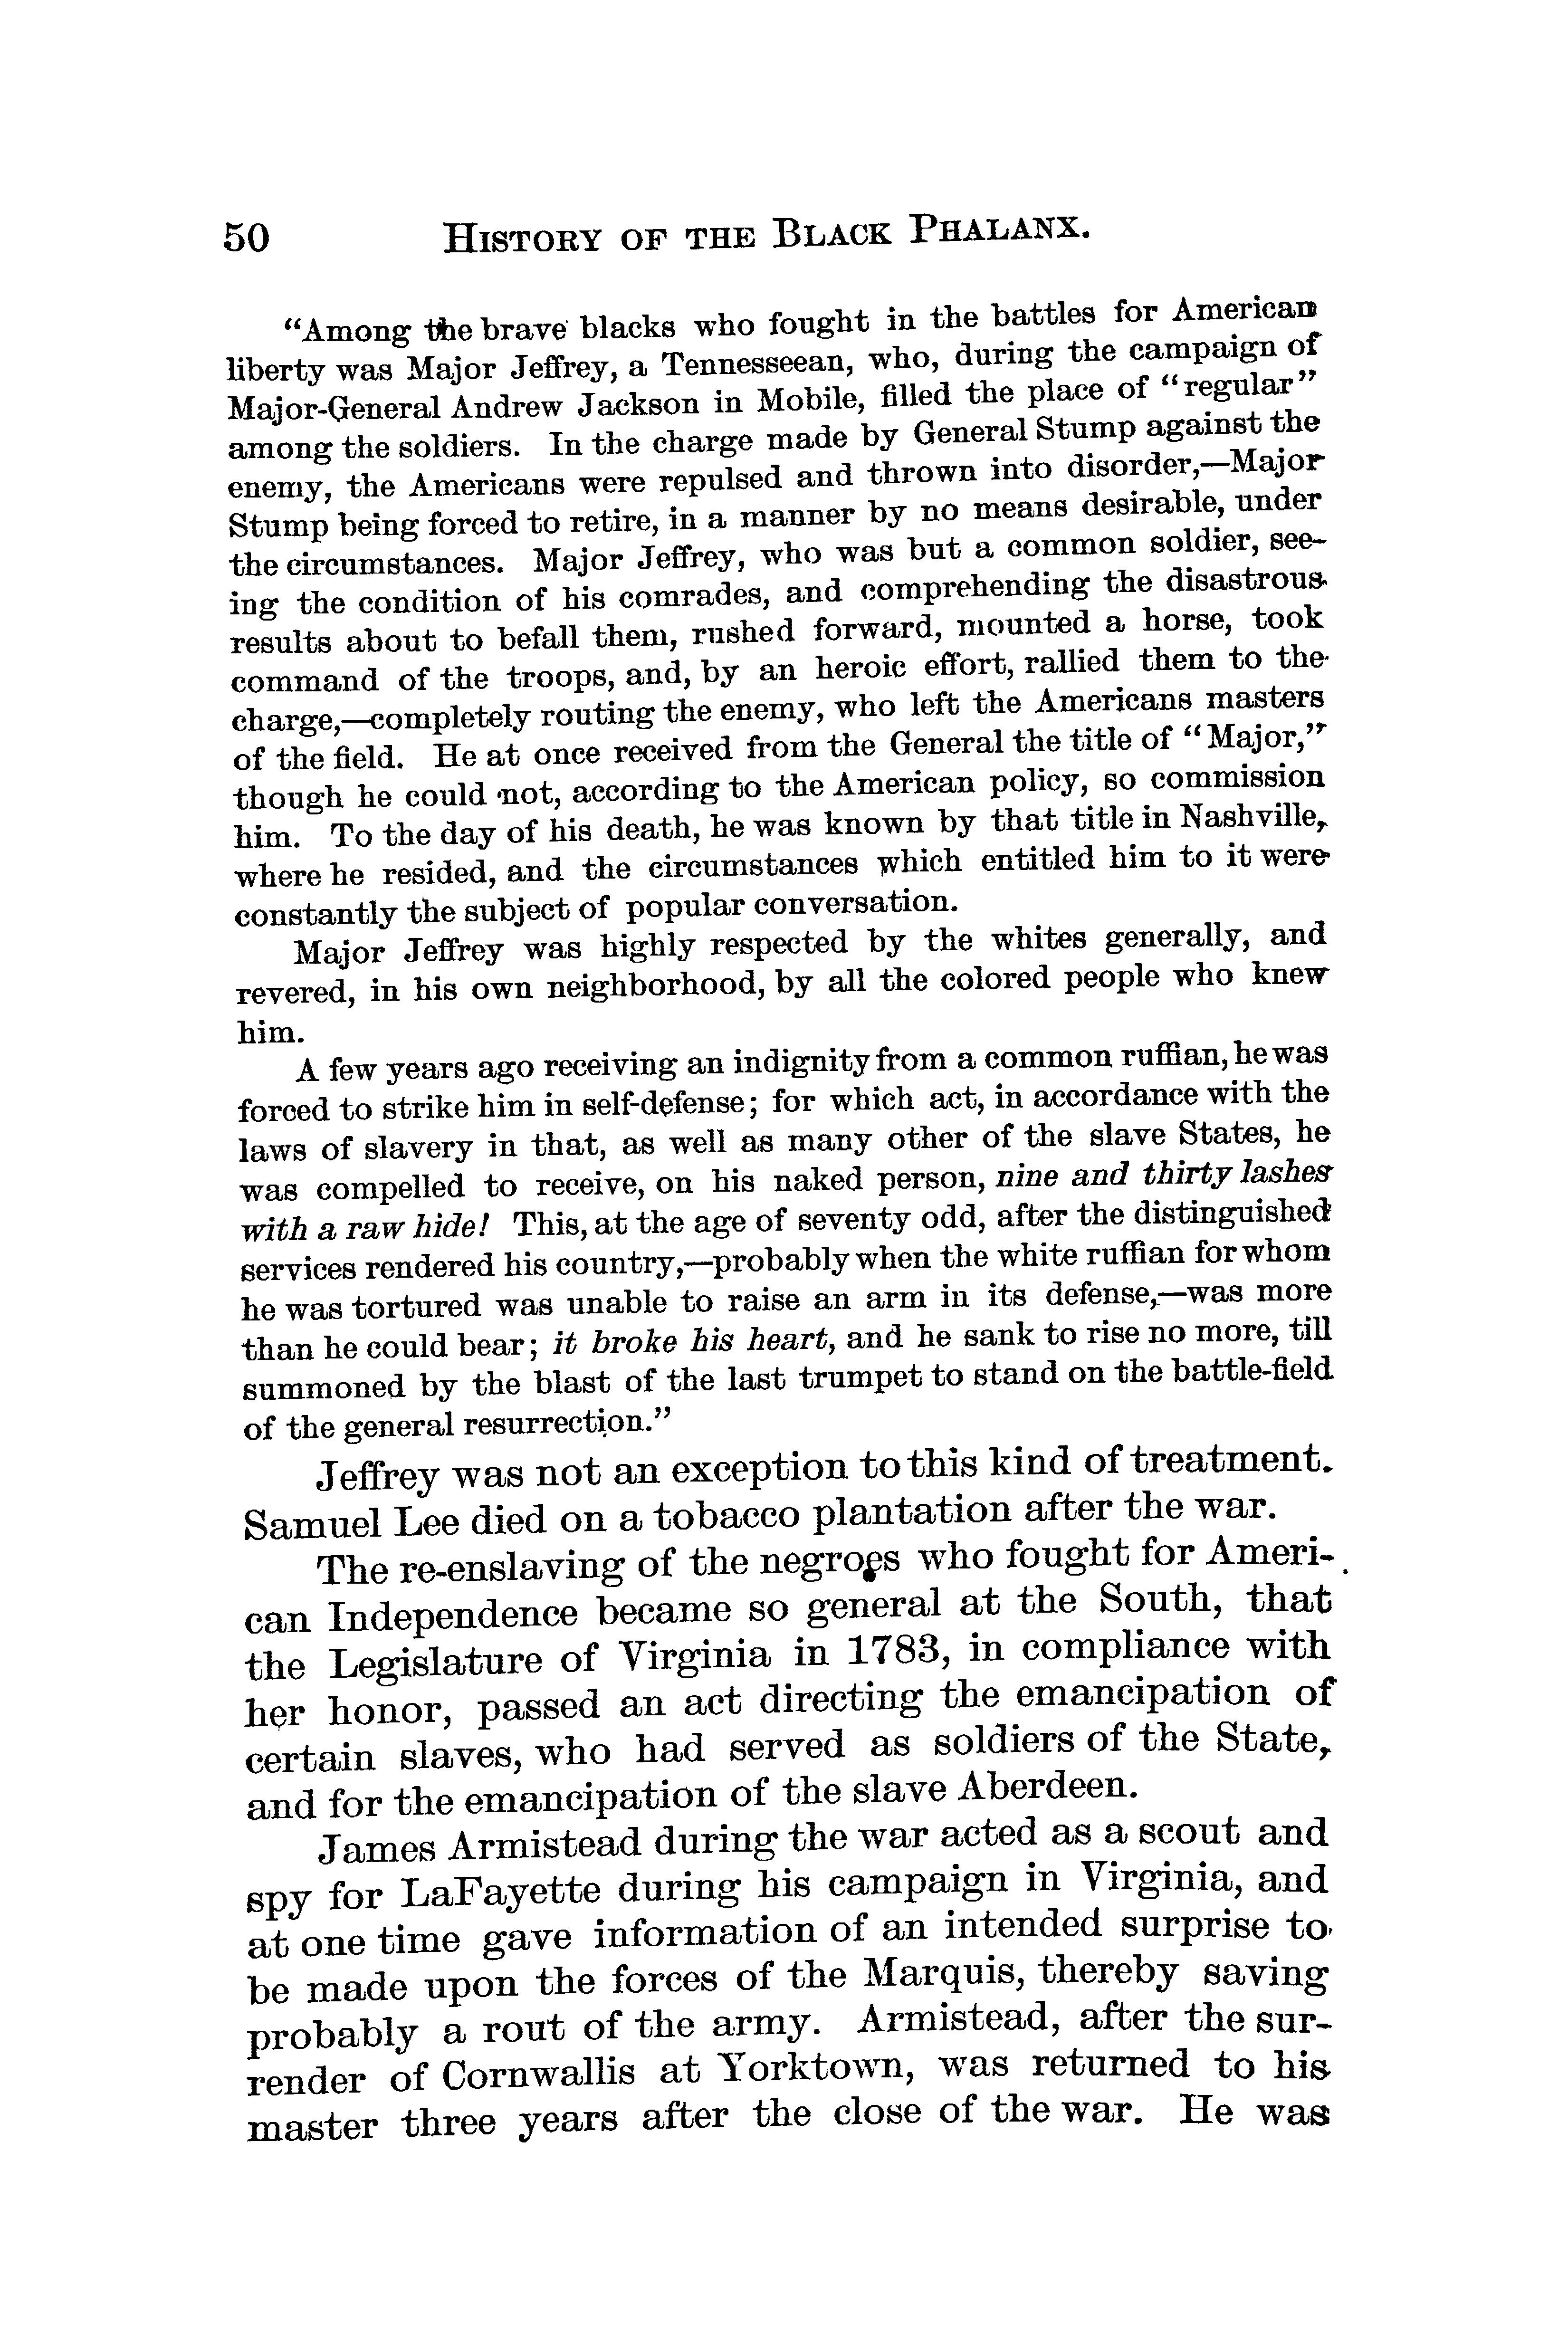 50 HISTORY OF THE BLACK PHALANX.
“Among the brave blacks who fought in the battles for American
liberty was Major Jeffrey, a Tennesseean, who, during the campaign of
Major-General Andrew Jackson in Mobile, filled the place of “regular”
among the soldiers. In the charge made by General Stump against the
enemy, the Americans were repulsed and thrown into disorder,—Major
Stump being forced to retire, in a manner by no means desirable, under
the circumstances. Major Jeffrey, who was but a common soldier, see-
ing the condition of his comrades, and comprehending the disastrous
results about to befall them, rushed forward, mounted a horse, took
command of the troops, and, by an heroic effort, rallied them to the
charge,—completely routing the enemy, who left the Americans masters
of the field. He at once received from the General the title of “Major,”
though he could not, according to the American policy, so commission
him. To the day of his death, he was known by that title in Nashville,
where he resided, and the circumstances which entitled him to it were
constantly the subject of popular conversation.
Major Jeffrey was highly respected by the whites generally, and
revered, in his own neighborhood, by all the colored people who knew
him.
A few years ago receiving an indignity from a common ruffian, he was
forced to strike him in self-defense; for which act, in accordance with the
laws of slavery in that, as well as many other of the slave States, he
was compelled to receive, on his naked person, nine and thirty lashes
with a raw hide! This, at the age of seventy odd, after the distinguished
services rendered his country,—probably when the white ruffian for whom
he was tortured was unable to raise an arm in its defense,—was more
than he could bear; it broke his heart, and he sank to rise no more, till
summoned by the blast of the last trumpet to stand on the battle-field
of the general resurrection.”
Jeffrey was not an exception to this kind of treatment.
Samuel Lee died on a tobacco plantation after the war.
The re-enslaving of the negroes who fought for Ameri-
can Independence became so general at the South, that
the Legislature of Virginia in 1783, in compliance with
her honor, passed an act directing the emancipation of
certain slaves, who had served as soldiers of the State,
and for the emancipation of the slave Aberdeen.
James Armistead during the war acted as a scout and
spy for LaFayette during his campaign in Virginia, and
at one time gave information of an intended surprise to
be made upon the forces of the Marquis, thereby saving
probably a rout of the army. Armistead, after the sur-
render of Cornwallis at Yorktown, was returned to his
master three years after the close of the war. He was